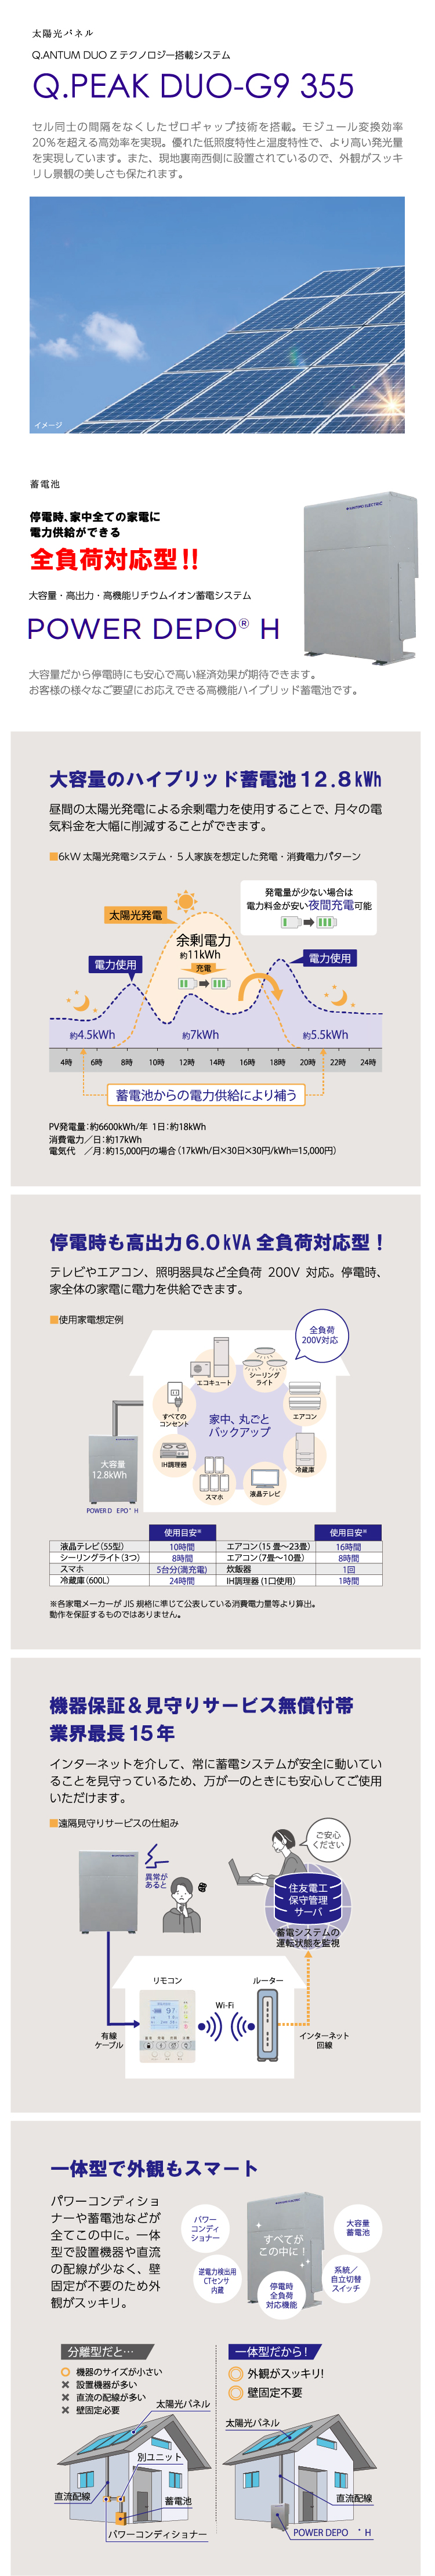 太陽光パネル
Q.ANTUM DUO Z テクノロジー搭載システム
Q.PEAK DUO-G9 355
セル同士の間隔をなくしたゼロギャップ技術を搭載。モジュール変換効率
20%を超える高効率を実現。優れた低照度特性と温度特性で、より高い発光量
を実現しています。また、現地裏南西側に設置されているので、外観がスッキ
リし景観の美しさも保たれます。
イメージ
蓄電池
停電時、家中全ての家電に
電力供給ができる
全負荷対応型!!
大容量・高出力・高機能リチウムイオン蓄電システム
POWER DEPO® H
大容量だから停電時にも安心で高い経済効果が期待できます。
お客様の様々なご要望にお応えできる高機能ハイブリッド蓄電池です。
大容量のハイブリッド蓄電池12.8kWh
昼間の太陽光発電による余剰電力を使用することで、月々の電
気料金を大幅に削減することができます。
■6kW 太陽光発電システム・5人家族を想定した発電・消費電力パターン
発電量が少ない場合は
電力料金が安い夜間充電可能
太陽光発電
余剰電力
約11kWh
充電
電力使用
電力使用
約4.5kWh
約7kWh
約5.5kWh
4時 6時 8時 10時 12時 14時 16時 18時 20時 22時 24時
蓄電池からの電力供給により補う
PV発電量：約6600kWh/年 1日：約18kWh
消費電力／日：約17kWh
電気代 ／月：約15,000円の場合（17kWh/日×30日×30円/kWh=15,000円）
停電時も高出力6.0kVA 全負荷対応型！
テレビやエアコン、照明器具など全負荷 200V 対応。停電時、
家全体の家電に電力を供給できます。
■使用家電想定例
全負荷
200V対応
エコキュート
シーリング
ライト
すべての
コンセント
エアコン
家中、丸ごと
バックアップ
IH調理器
冷蔵庫
スマホ
液晶テレビ
大容量
12.8kWh
POWER D EPO® H
使用目安※ 使用目安※
液晶テレビ(55型) 10時間 エアコン(15畳〜23畳) 16時間
シーリングライト(3つ) 8時間 エアコン(7畳〜10畳) 8時間
スマホ 5台分(満充電) 炊飯器 1回
冷蔵庫(600L) 24時間 IH調理器(1口使用) 1時間
※各家電メーカーが JIS 規格に準じて公表している消費電力量等より算出。
動作を保証するものではありません。
機器保証＆見守りサービス無償付帯
業界最長15年
インターネットを介して、常に蓄電システムが安全に動いてい
ることを見守っているため、万が一のときにも安心してご使用
いただけます。
■遠隔見守りサービスの仕組み
ご安心
ください
異常が
あると
住友電工
保守管理
サーバ
蓄電システムの
運転状態を監視
リモコン
ルーター
Wi-Fi
有線
ケーブル
インターネット
回線
一体型で外観もスマート
パワーコンディショ
ナーや蓄電池などが
全てこの中に。一体
型で設置機器や直流
の配線が少なく、壁
固定が不要のため外
観がスッキリ。
パワー
コンディ
ショナー
すべてが
この中に！
大容量
蓄電池
逆電力検出用
CTセンサ
内蔵
停電時
全負荷
対応機能
系統／
自立切替
スイッチ
分離型だと…
機器のサイズが小さい
設置機器が多い
直流の配線が多い
壁固定必要
太陽光パネル
別ユニット
直流配線
蓄電池
パワーコンディショナー
一体型だから！
外観がスッキリ!
壁固定不要
太陽光パネル
直流配線
POWER DEPO ® H